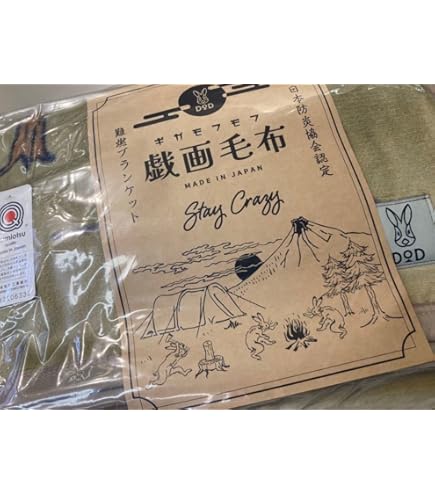 DOD
ギガモフモフ
戯画毛布
MADE IN JAPAN
Stay Crazy
日本防炎協会認定
難燃ブランケット
DOD